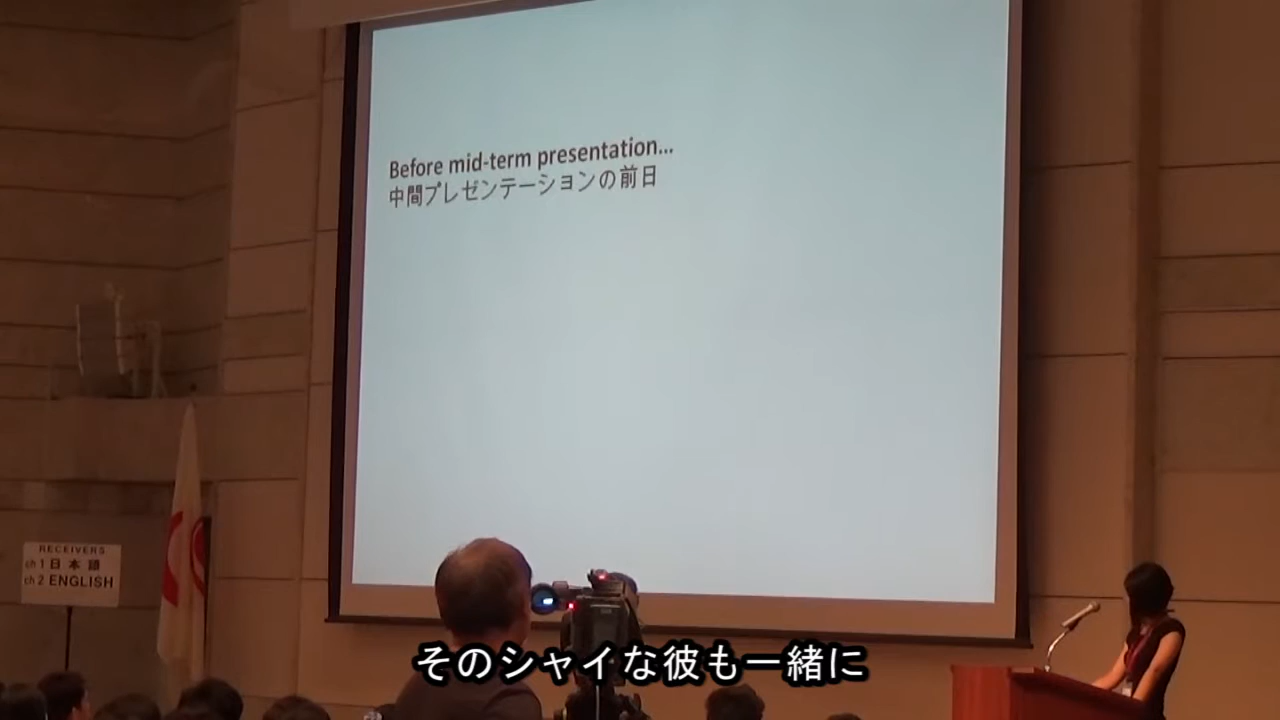 Before mid-term presentation...
中間プレゼンテーションの前日
RECEIVERS
ch 1 日本語
ch 2 ENGLISH
そのシャイな彼も一緒に